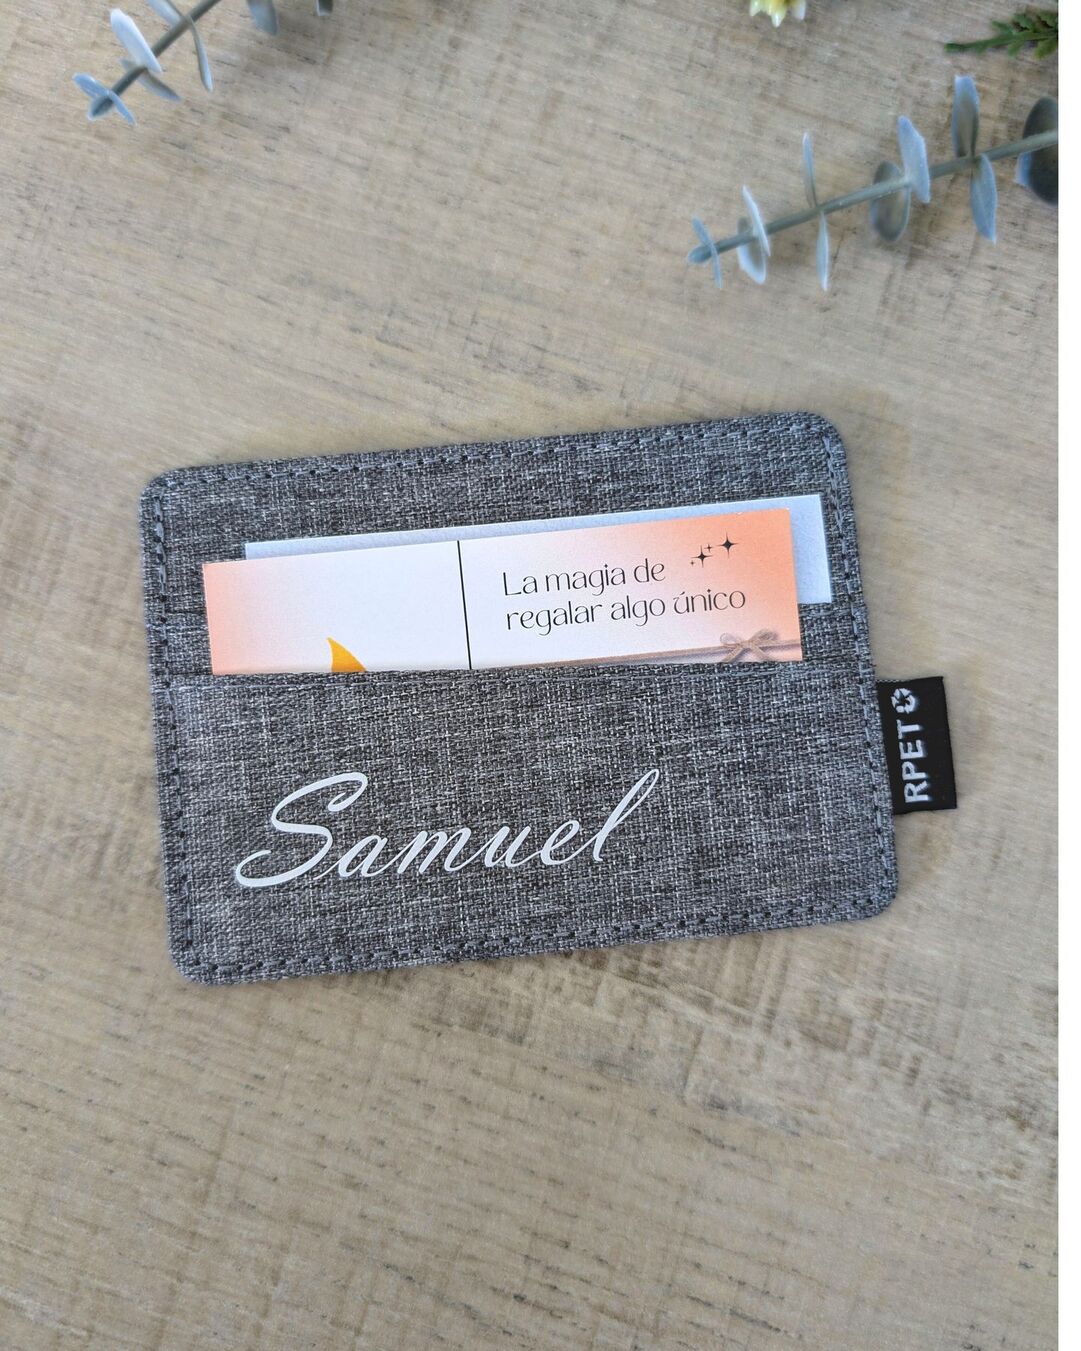 La magia de
regalar algo único
Samuel
RPET